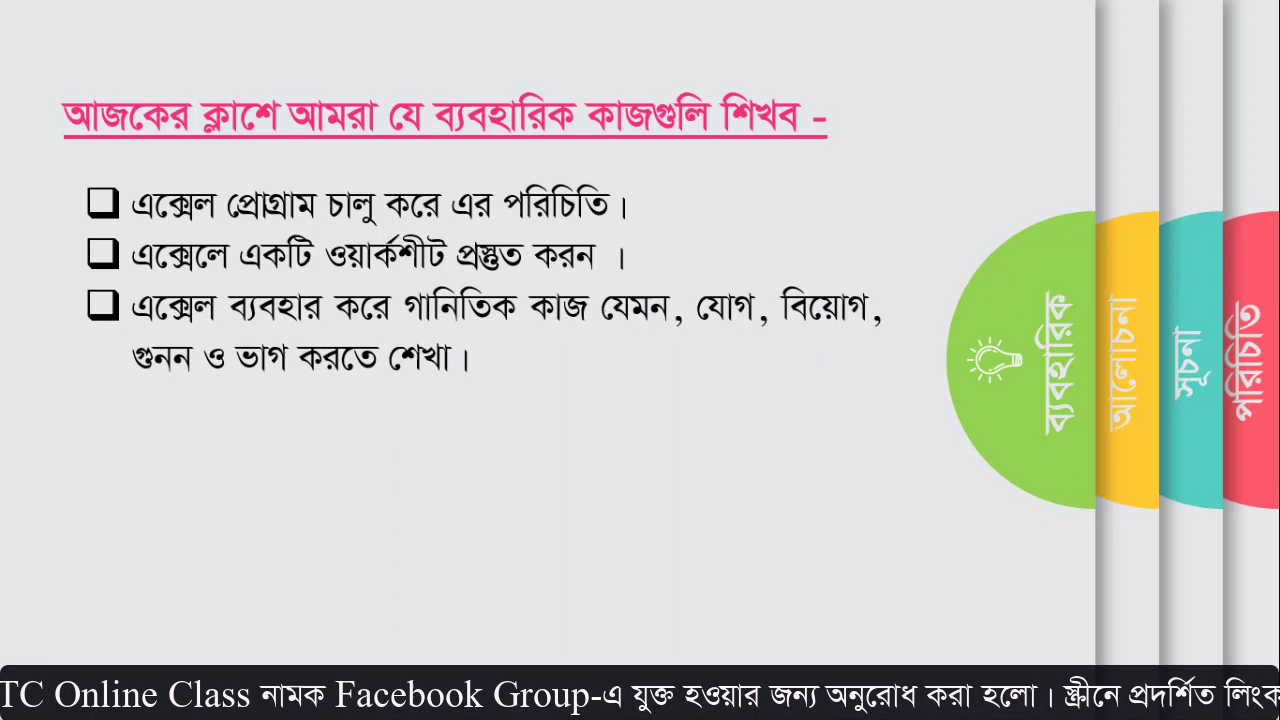 আজকের ক্লাশে আমরা যে ব্যবহারিক কাজগুলি শিখব -
এক্সেল প্রোগ্রাম চালু করে এর পরিচিতি।
এক্সেলে একটি ওয়ার্কশীট প্রস্তুত করন ।
এক্সেল ব্যবহার করে গানিতিক কাজ যেমন, যোগ, বিয়োগ,
গুনন ও ভাগ করতে শেখা।
ব্যবহারিক
আলোচনা
সূচনা
পরিচিতি
TC Online Class নামক Facebook Group-এ যুক্ত হওয়ার জন্য অনুরোধ করা হলো। স্ক্রীনে প্রদর্শিত লিংক